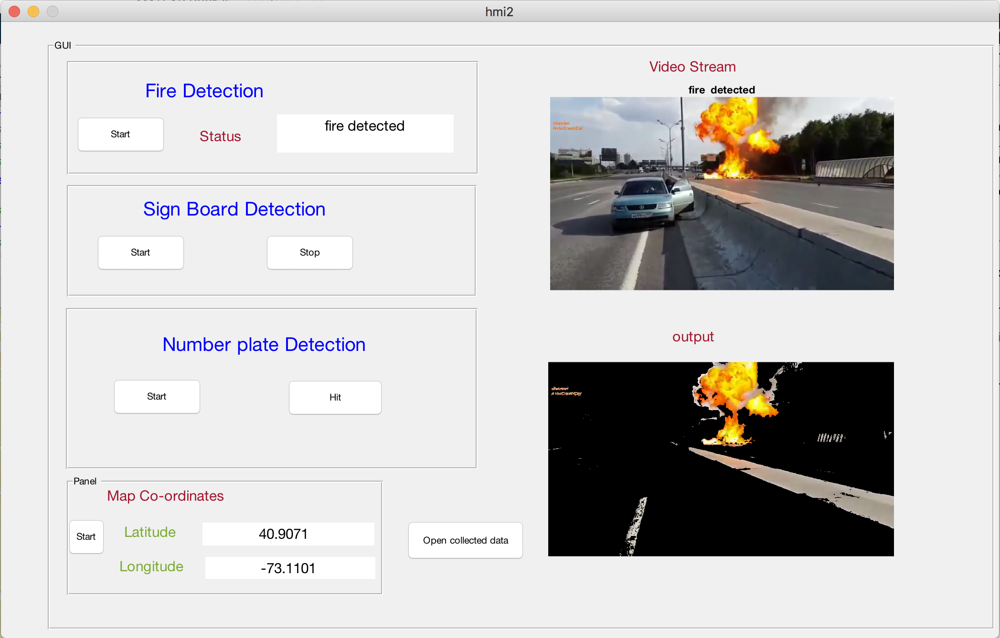 hmi2
GUI
Fire Detection
Start
Status
fire detected
Sign Board Detection
Start
Stop
Number plate Detection
Start
Hit
Panel
Map Co-ordinates
Start
Latitude
40.9071
Longitude
-73.1101
Open collected data
Video Stream
fire detected
channel
AvtoCrashCar
output
channel
AvtoCrashCar